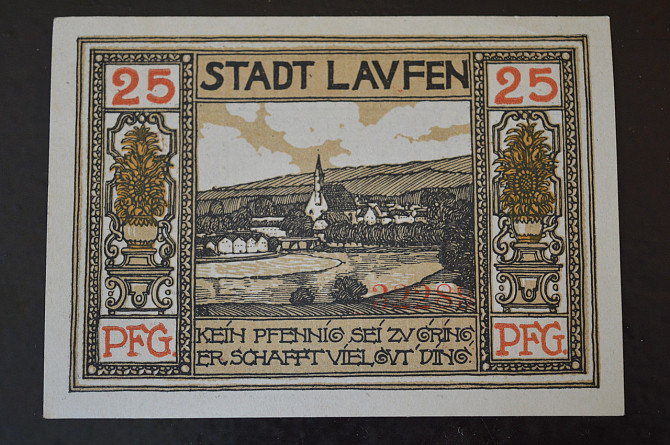 25 STADT LAVFEN 25
PFG. KEIN PFENNIG SEI ZV GRING PFG.
ER SCHAFFT VIEL GVT DING